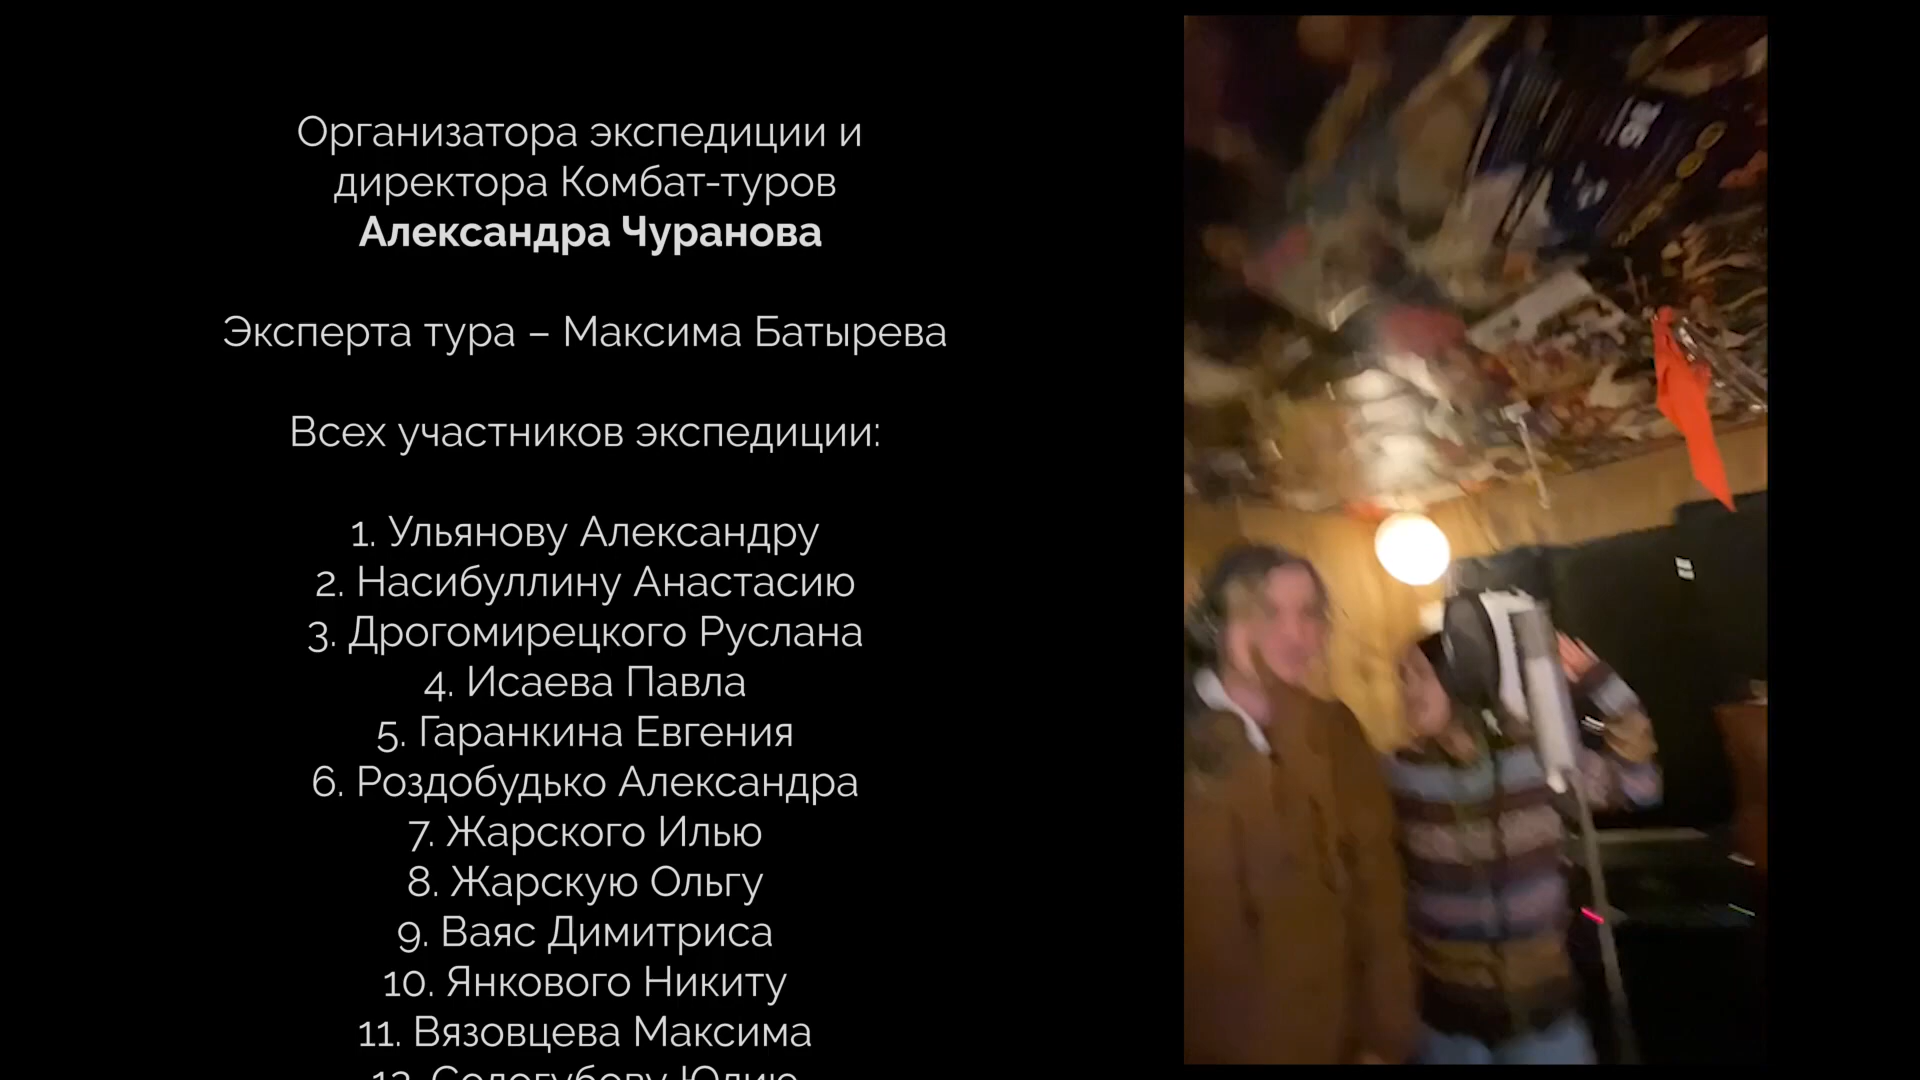 Организатора экспедиции и
директора Комбат-туров
Александра Чуранова
Эксперта тура – Максима Батырева
Всех участников экспедиции:
1. Ульянову Александру
2. Насибуллину Анастасию
3. Дрогомирецкого Руслана
4. Исаева Павла
5. Гаранкина Евгения
6. Роздобудько Александра
7. Жарского Илью
8. Жарскую Ольгу
9. Ваяс Димитриса
10. Янкового Никиту
11. Вязовцева Максима